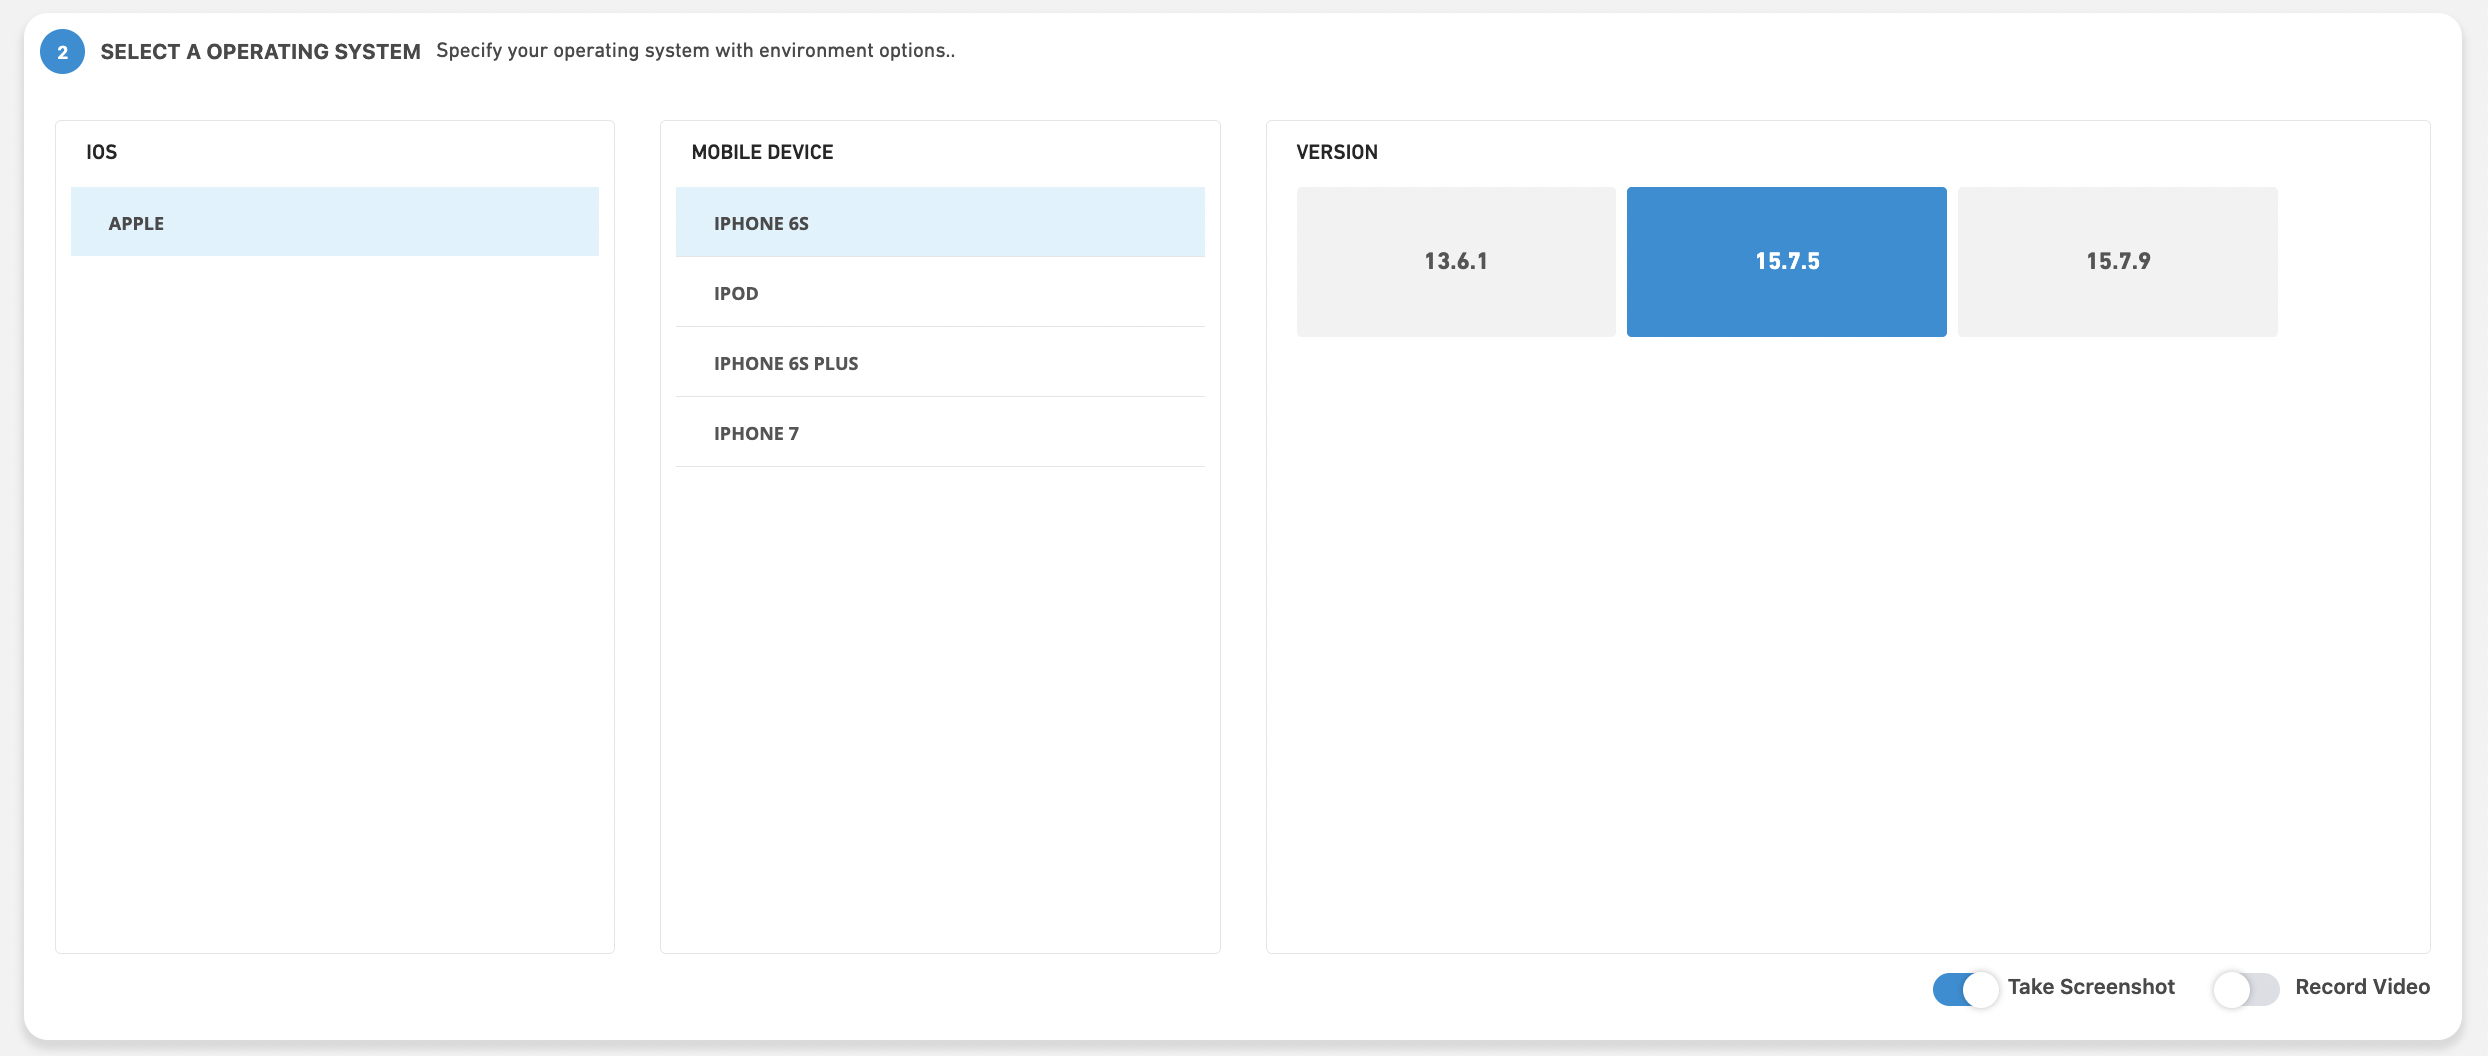 2 SELECT A OPERATING SYSTEM Specify your operating system with environment options..
IOS
APPLE
MOBILE DEVICE
IPHONE 6S
IPOD
IPHONE 6S PLUS
IPHONE 7
VERSION
13.6.1 15.7.5 15.7.9
Take Screenshot Record Video